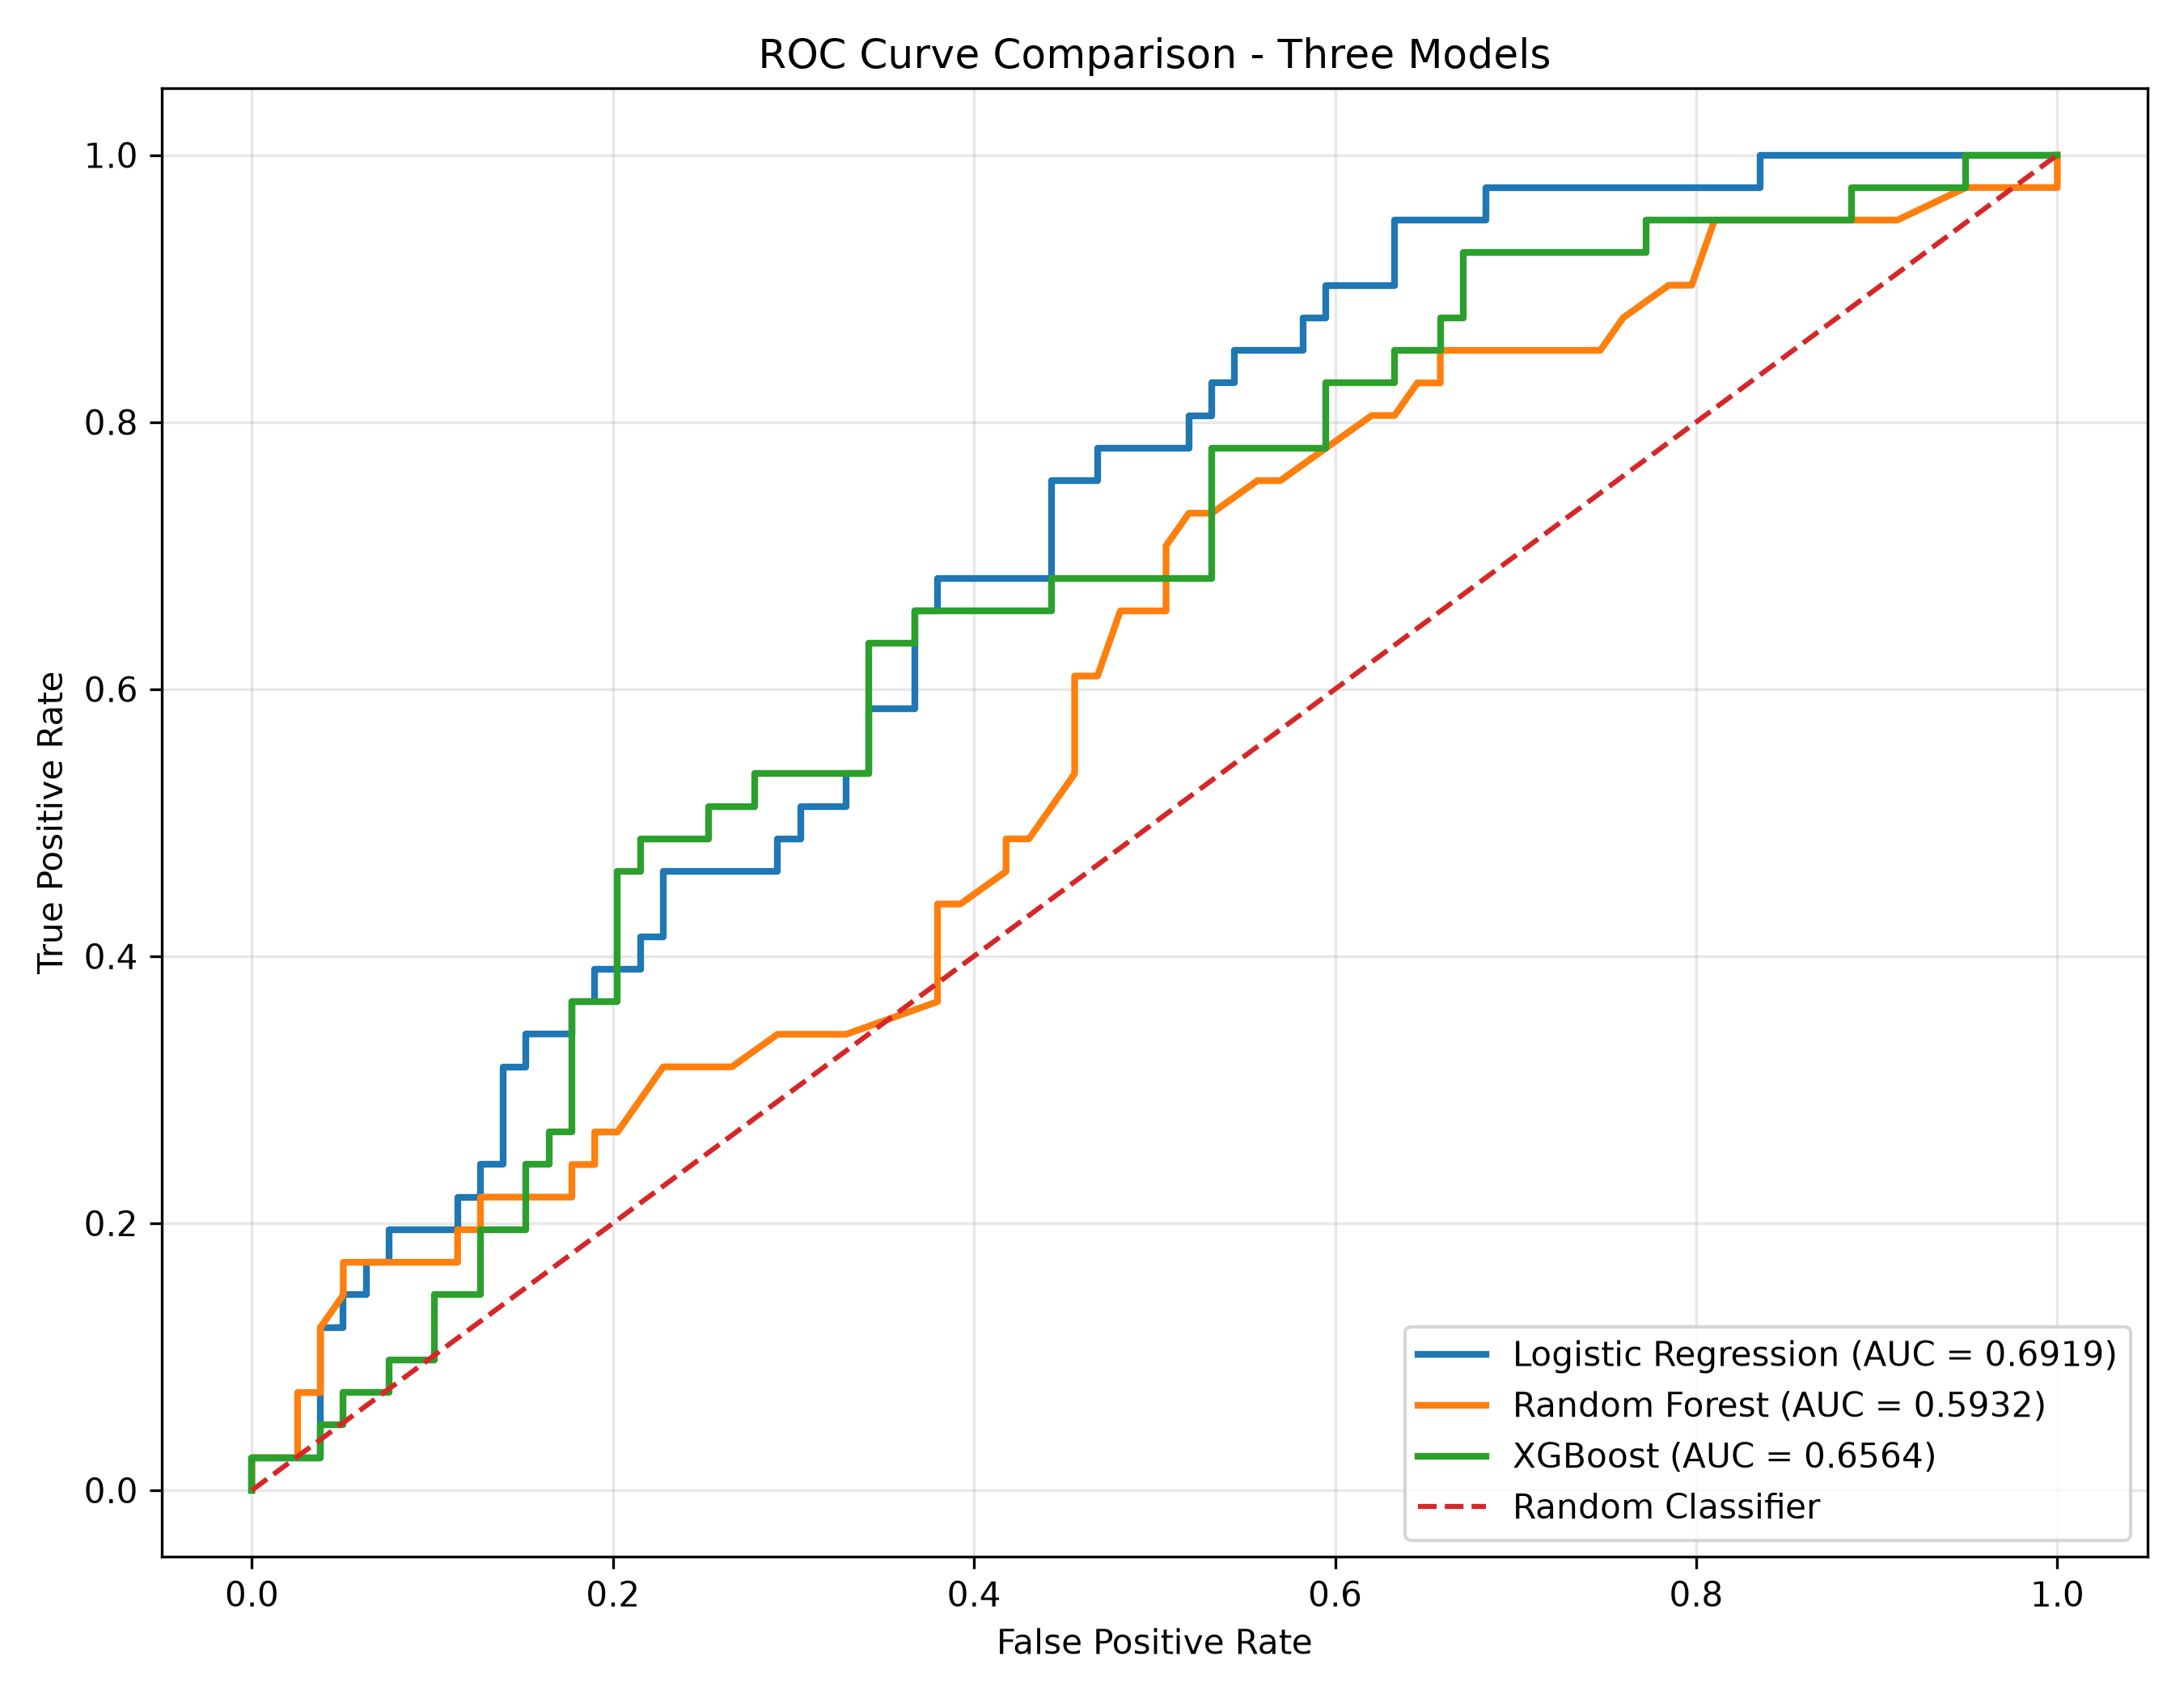 ROC Curve Comparison - Three Models
True Positive Rate
1.0
0.8
0.6
0.4
0.2
0.0
0.0 0.2 0.4 0.6 0.8 1.0
False Positive Rate
Logistic Regression (AUC = 0.6919)
Random Forest (AUC = 0.5932)
XGBoost (AUC = 0.6564)
Random Classifier